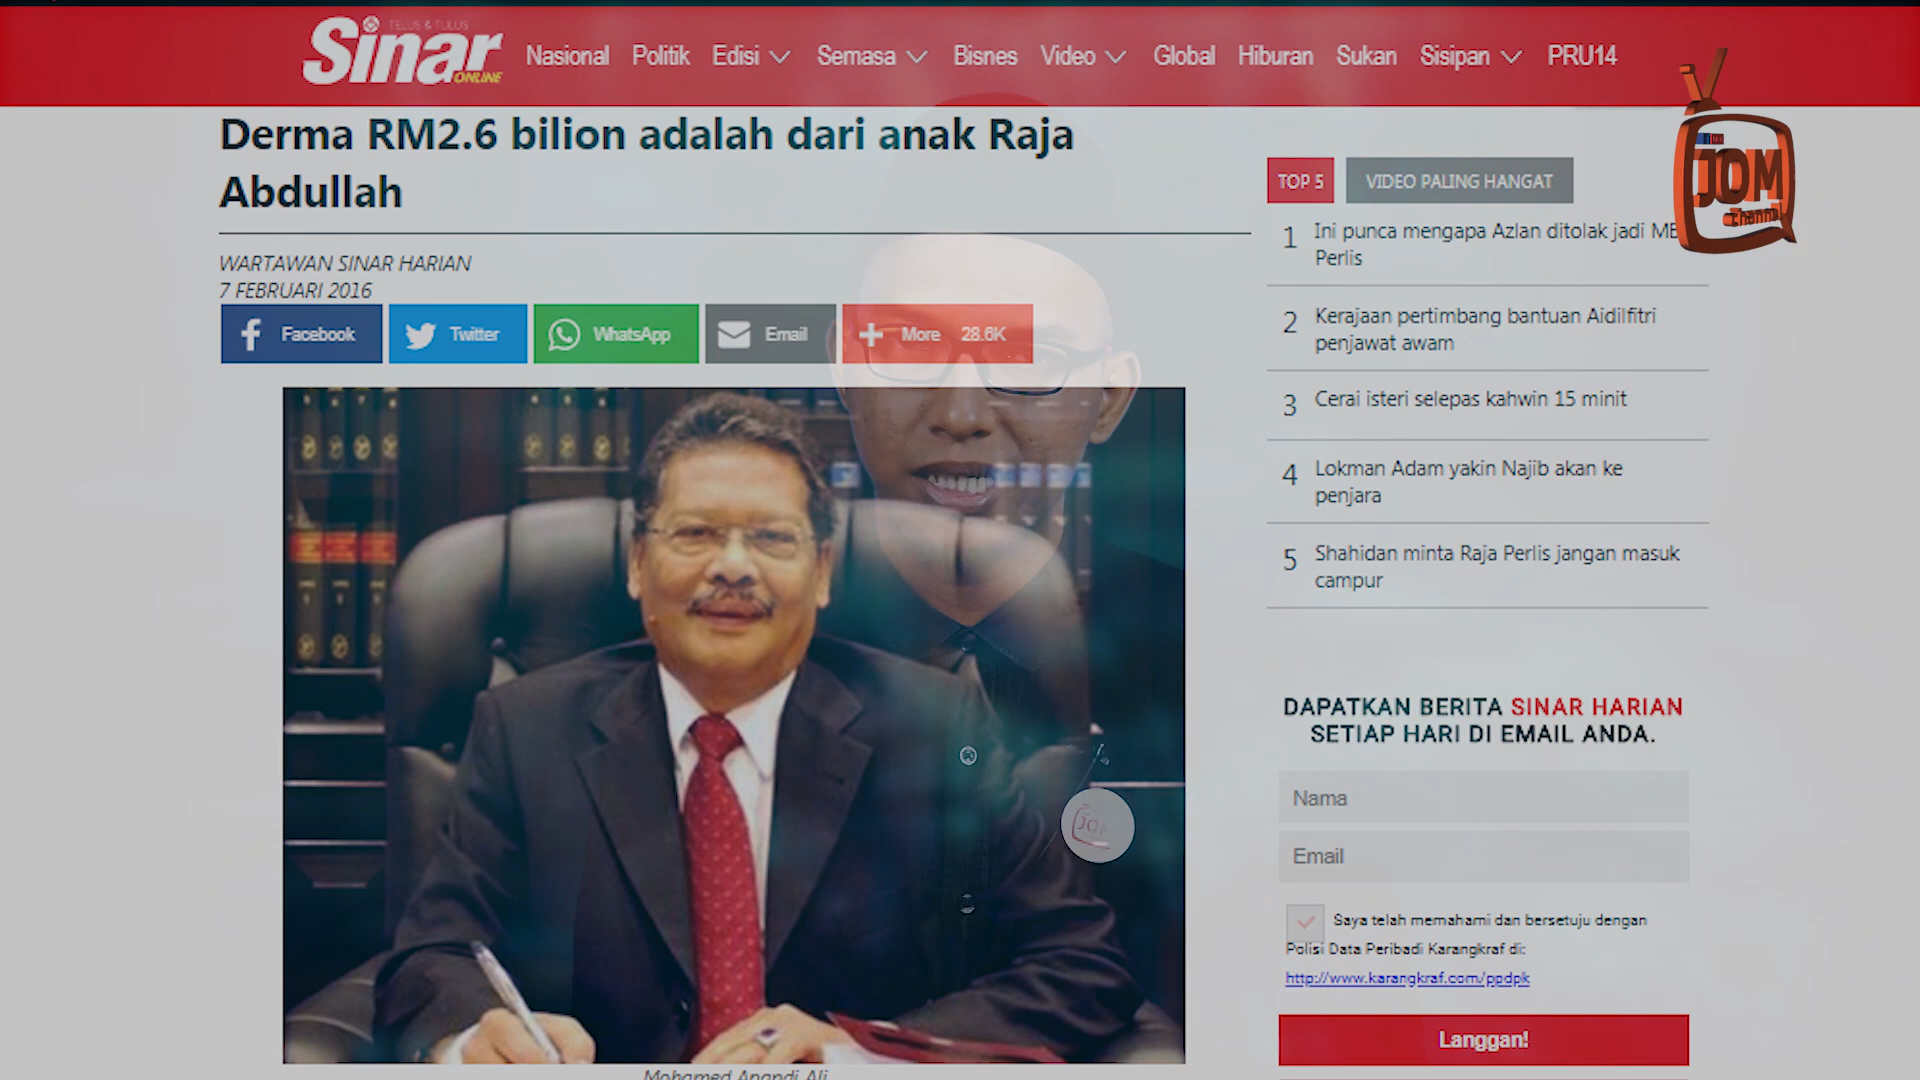 TELUS & TULUS
Sinar
ONLINE
Nasional Politik Edisi Semasa Bisnes Video Global Hiburan Sukan Sisipan PRU14
Derma RM2.6 bilion adalah dari anak Raja
Abdullah
WARTAWAN SINAR HARIAN
7 FEBRUARI 2016
Facebook Twitter WhatsApp Email More 28.6K
Mohamed Apandi Ali
JOM
Channel
TOP 5 VIDEO PALING HANGAT
1 Ini punca mengapa Azlan ditolak jadi MB
Perlis
2 Kerajaan pertimbang bantuan Aidilfitri
penjawat awam
3 Cerai isteri selepas kahwin 15 minit
4 Lokman Adam yakin Najib akan ke
penjara
5 Shahidan minta Raja Perlis jangan masuk
campur
DAPATKAN BERITA SINAR HARIAN
SETIAP HARI DI EMAIL ANDA.
Nama
Email
Saya telah memahami dan bersetuju dengan
Polisi Data Peribadi Karangkraf di:
http://www.karangkraf.com/ppdpk
Langgan!
JOM